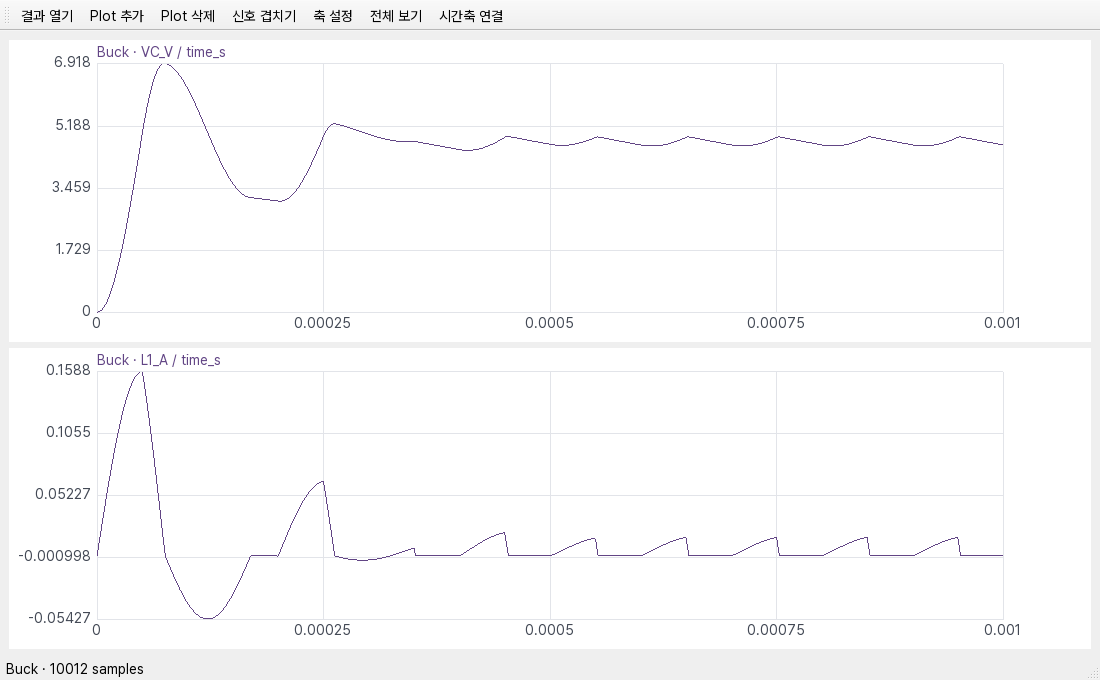 결과 열기 Plot 추가 Plot 삭제 신호 겹치기 축 설정 전체 보기 시간축 연결
Buck · VC_V / time_s
6.918
5.188
3.459
1.729
0
0 0.00025 0.0005 0.00075 0.001
Buck · L1_A / time_s
0.1588
0.1055
0.05227
-0.000998
-0.05427
0 0.00025 0.0005 0.00075 0.001
Buck · 10012 samples